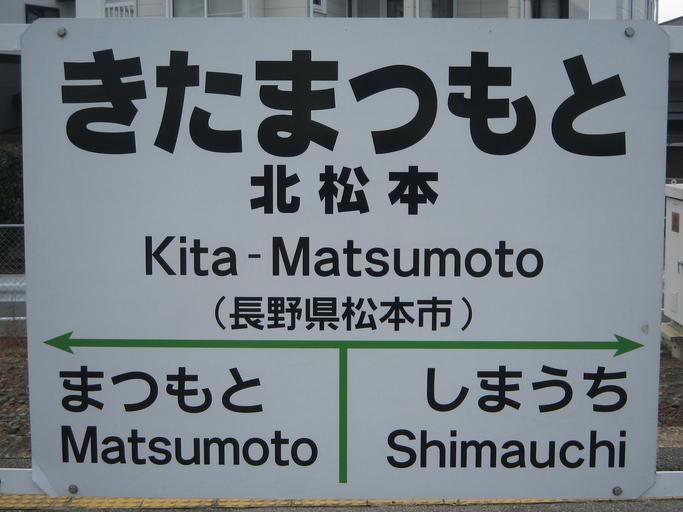 きたまつもと
北松本
Kita-Matsumoto
（長野県松本市）
まつもと しまうち
Matsumoto Shimauchi